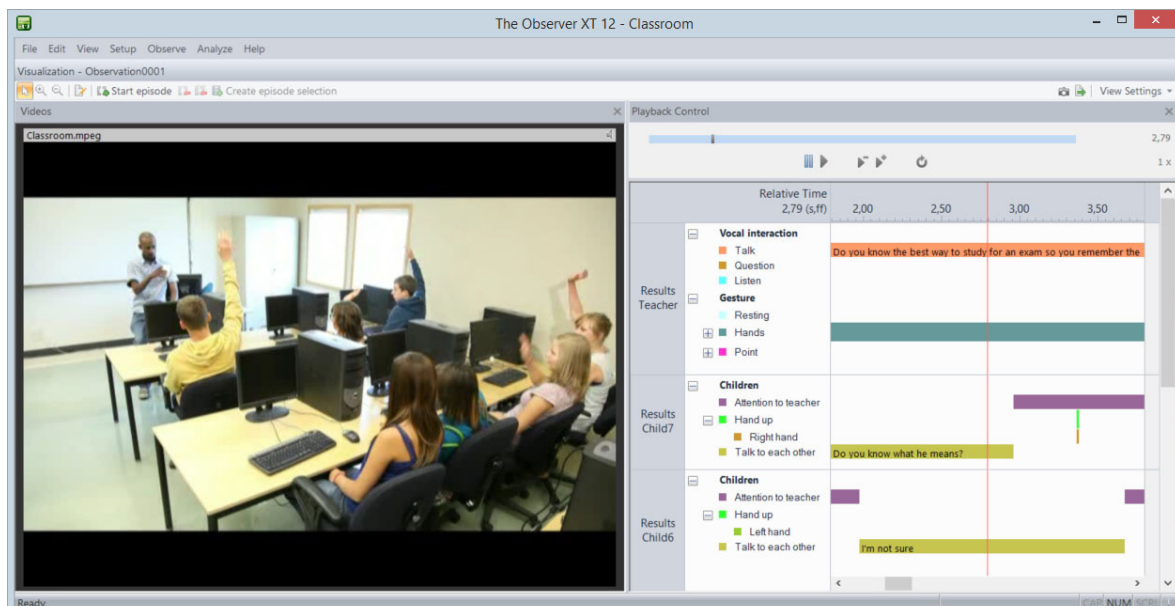 The Observer XT 12 - Classroom
File Edit View Setup Observe Analyze Help
Visualization - Observation0001
Start episode Create episode selection View Settings
Videos
Playback Control
Classroom.mpeg
2,79
1 x
Relative Time
2,79 (s,ff)
2,00 2,50 3,00 3,50
Results
Teacher
Vocal interaction
Talk
Do you know the best way to study for an exam so you remember the
Question
Listen
Gesture
Resting
Hands
Point
Results
Child7
Children
Attention to teacher
Hand up
Right hand
Talk to each other
Do you know what he means?
Results
Child6
Children
Attention to teacher
Hand up
Left hand
Talk to each other
I'm not sure
Ready
CAP NUM SCRL